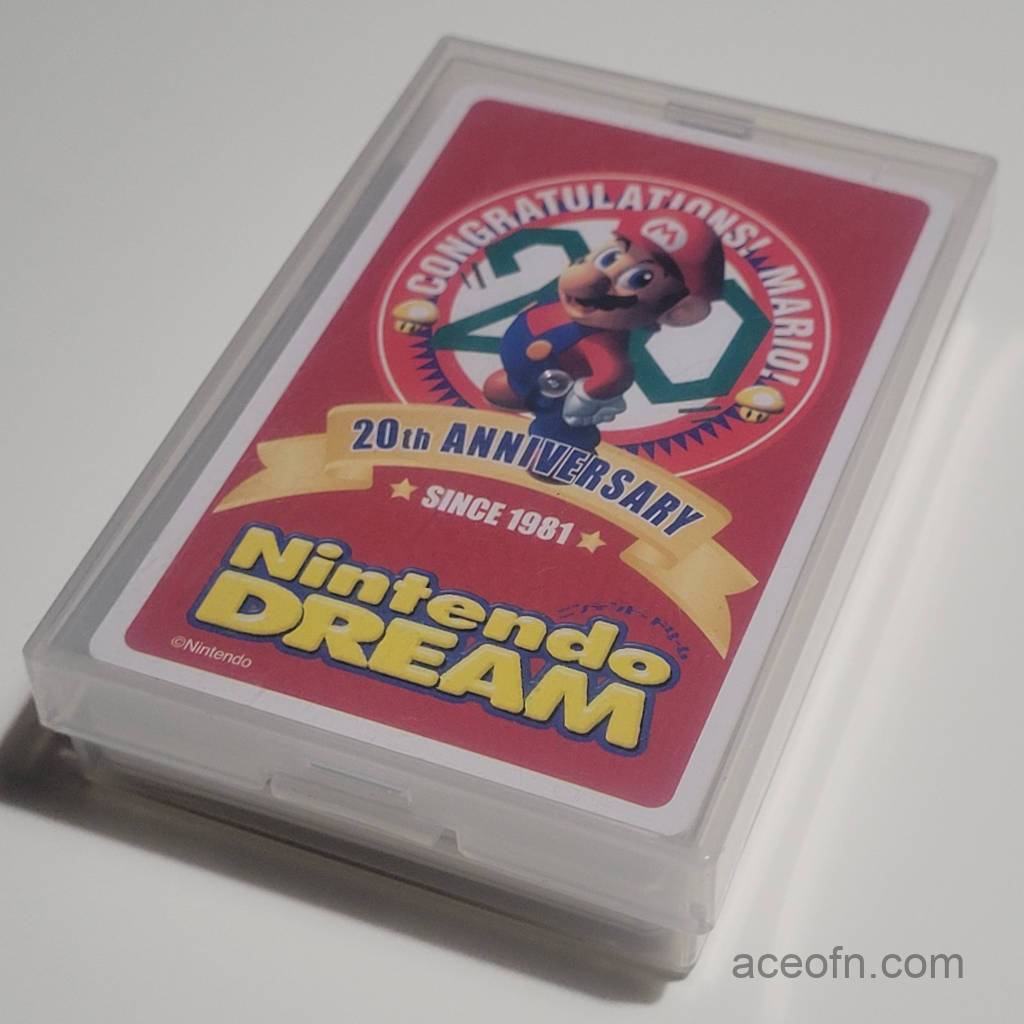 CONGRATULATIONS! MARIO!
20
M
20th ANNIVERSARY
SINCE 1981
Nintendo
DREAM
©Nintendo
aceofn.com